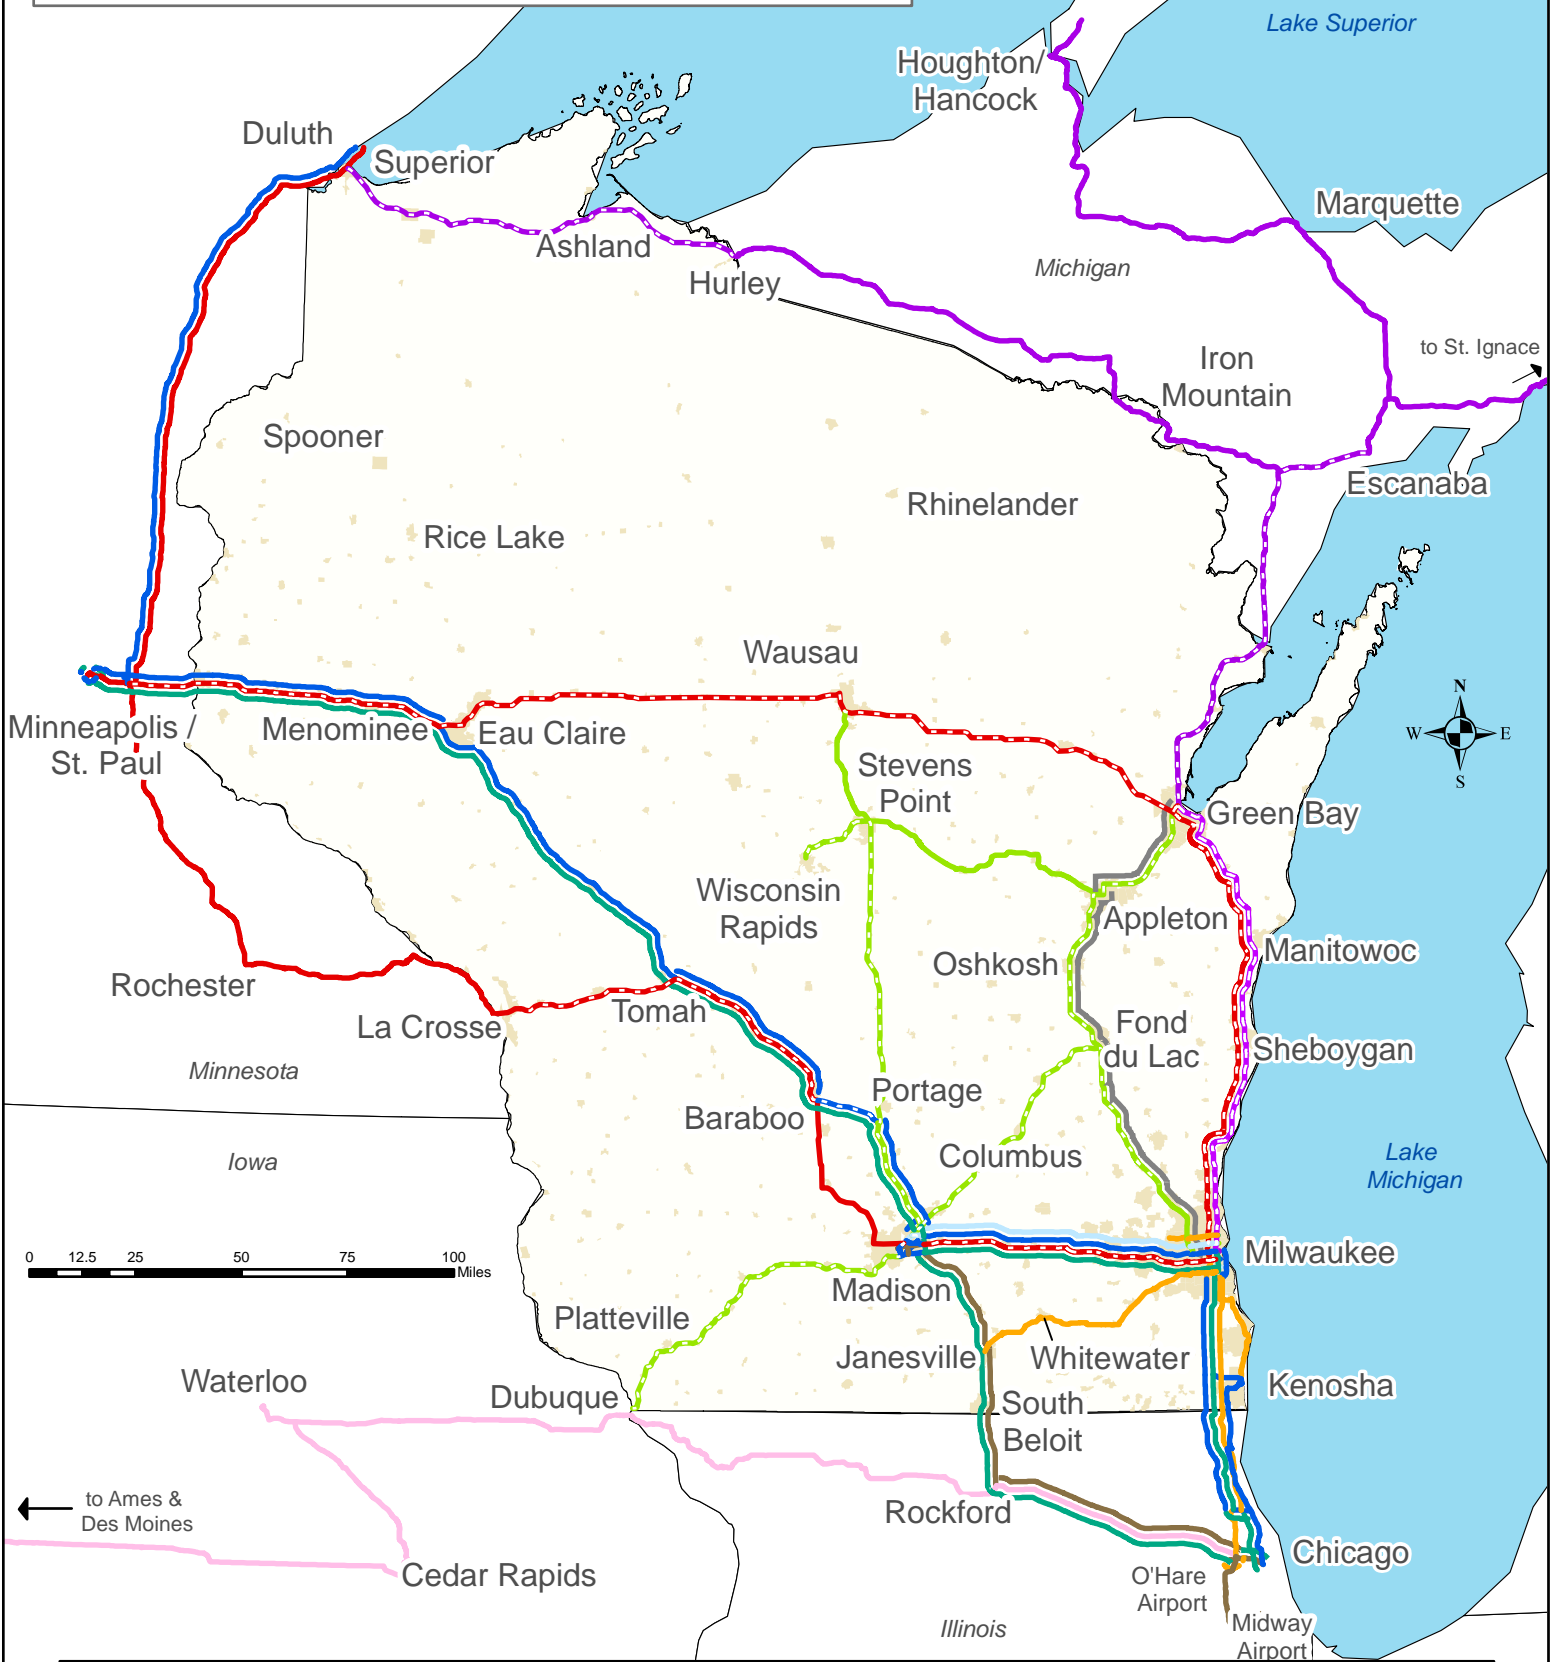 Lake Superior
Houghton/
Hancock
Duluth
Superior
Marquette
Ashland
Michigan
Hurley
to St. Ignace
Iron
Mountain
Spooner
Escanaba
Rhinelander
Rice Lake
Wausau
N
W
E
S
Minneapolis /
St. Paul
Menominee
Eau Claire
Stevens
Point
Green Bay
Wisconsin
Rapids
Appleton
Manitowoc
Oshkosh
Rochester
La Crosse
Tomah
Fond
du Lac
Sheboygan
Minnesota
Portage
Baraboo
Iowa
Columbus
Lake
Michigan
0 12.5 25 50 75 100
Miles
Milwaukee
Madison
Platteville
Janesville
Whitewater
Waterloo
Dubuque
Kenosha
South
Beloit
to Ames &
Des Moines
Rockford
Chicago
Cedar Rapids
O'Hare
Airport
Illinois
Midway
Airport